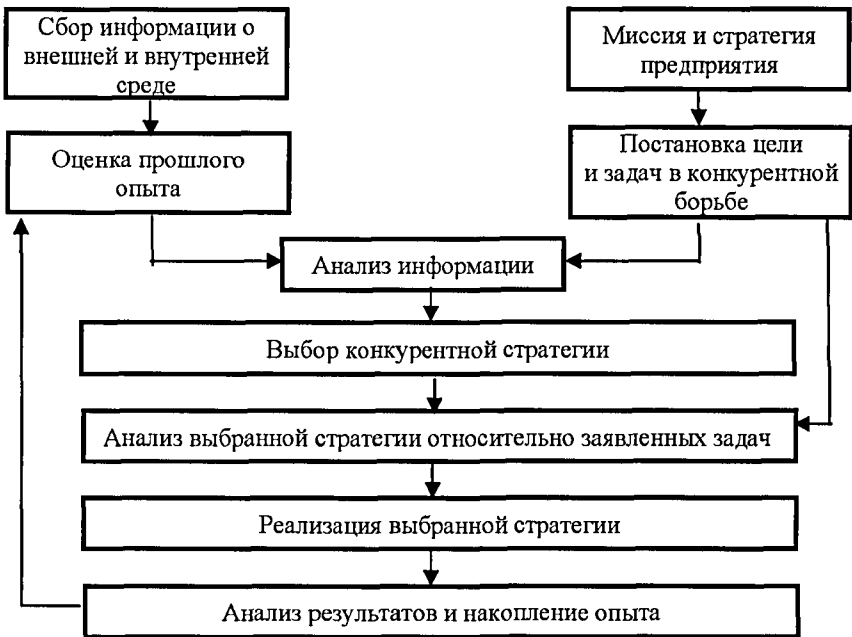 Сбор информации о
внешней и внутренней
среде
Миссия и стратегия
предприятия
Оценка прошлого
опыта
Постановка цели
и задач в конкурентной
борьбе
Анализ информации
Выбор конкурентной стратегии
Анализ выбранной стратегии относительно заявленных задач
Реализация выбранной стратегии
Анализ результатов и накопление опыта